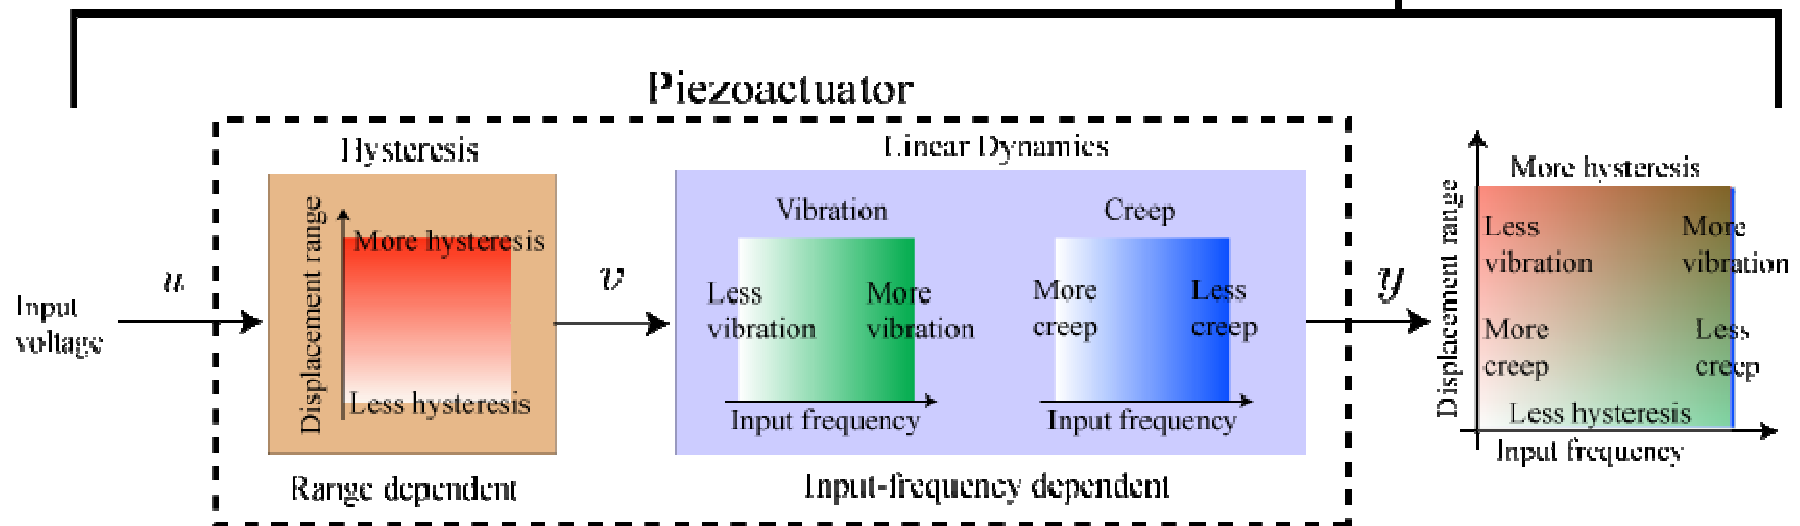 Piezoactuator
Hysteresis
Linear Dynamics
Displacement range
More hysteresis
Less hysteresis
Range dependent
Input
voltage
u
v
Vibration
Less
vibration
More
vibration
Input frequency
Creep
More
creep
Less
creep
Input frequency
Input-frequency dependent
y
Displacement range
More hysteresis
Less
vibration
More
vibration
More
creep
Less
creep
Less hysteresis
Input frequency